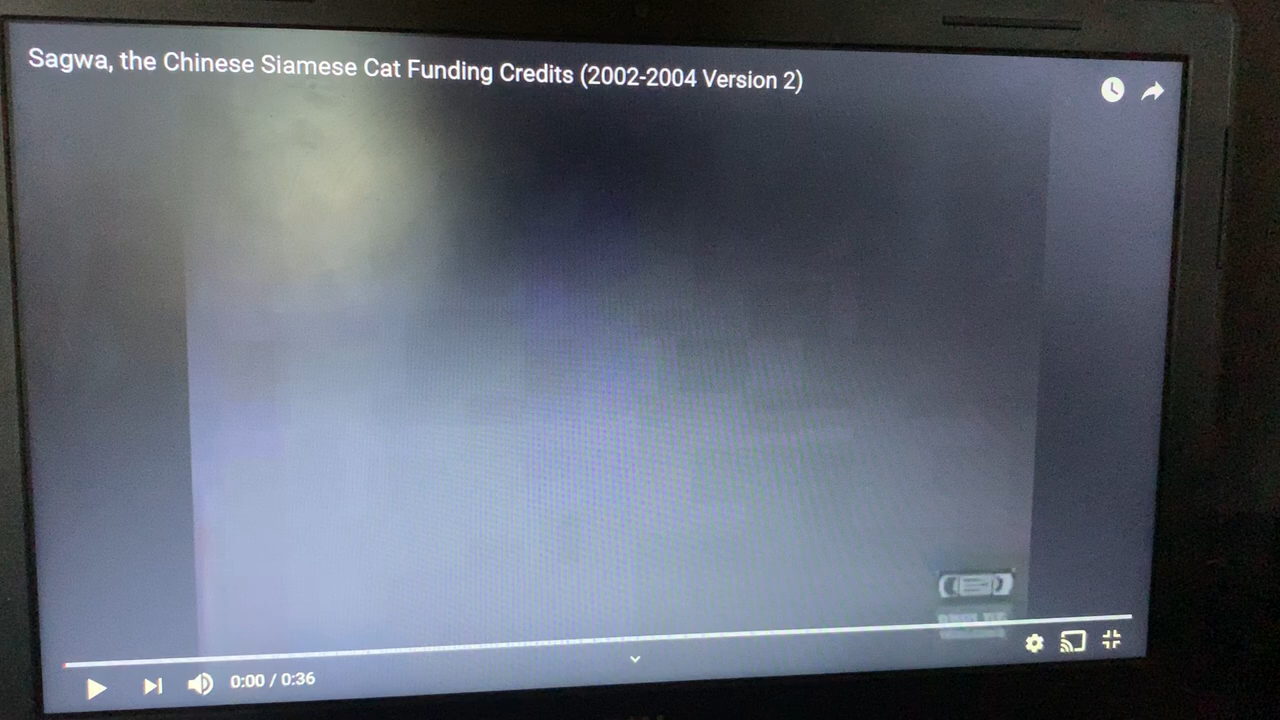 Sagwa, the Chinese Siamese Cat Funding Credits (2002-2004 Version 2)
0:00 / 0:36